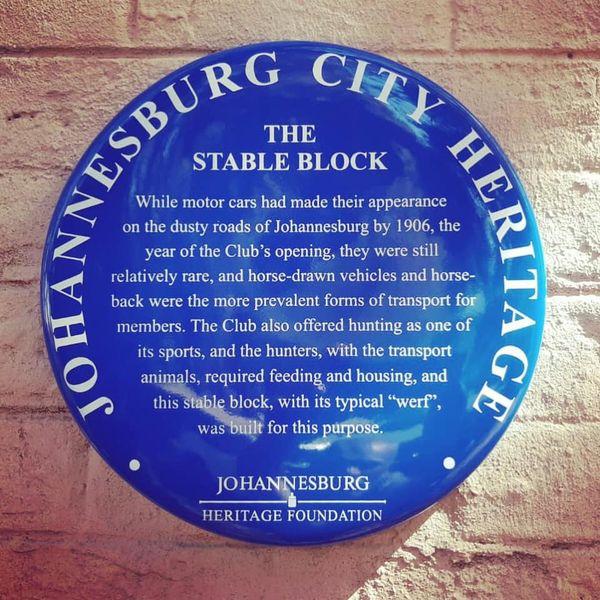 JOHANNESBURG CITY HERITAGE
THE
STABLE BLOCK
While motor cars had made their appearance
on the dusty roads of Johannesburg by 1906, the
year of the Club's opening, they were still
relatively rare, and horse-drawn vehicles and horse-
back were the more prevalent forms of transport for
members. The Club also offered hunting as one of
its sports, and the hunters, with the transport
animals, required feeding and housing, and
this stable block, with its typical “werf”,
was built for this purpose.
JOHANNESBURG
HERITAGE FOUNDATION